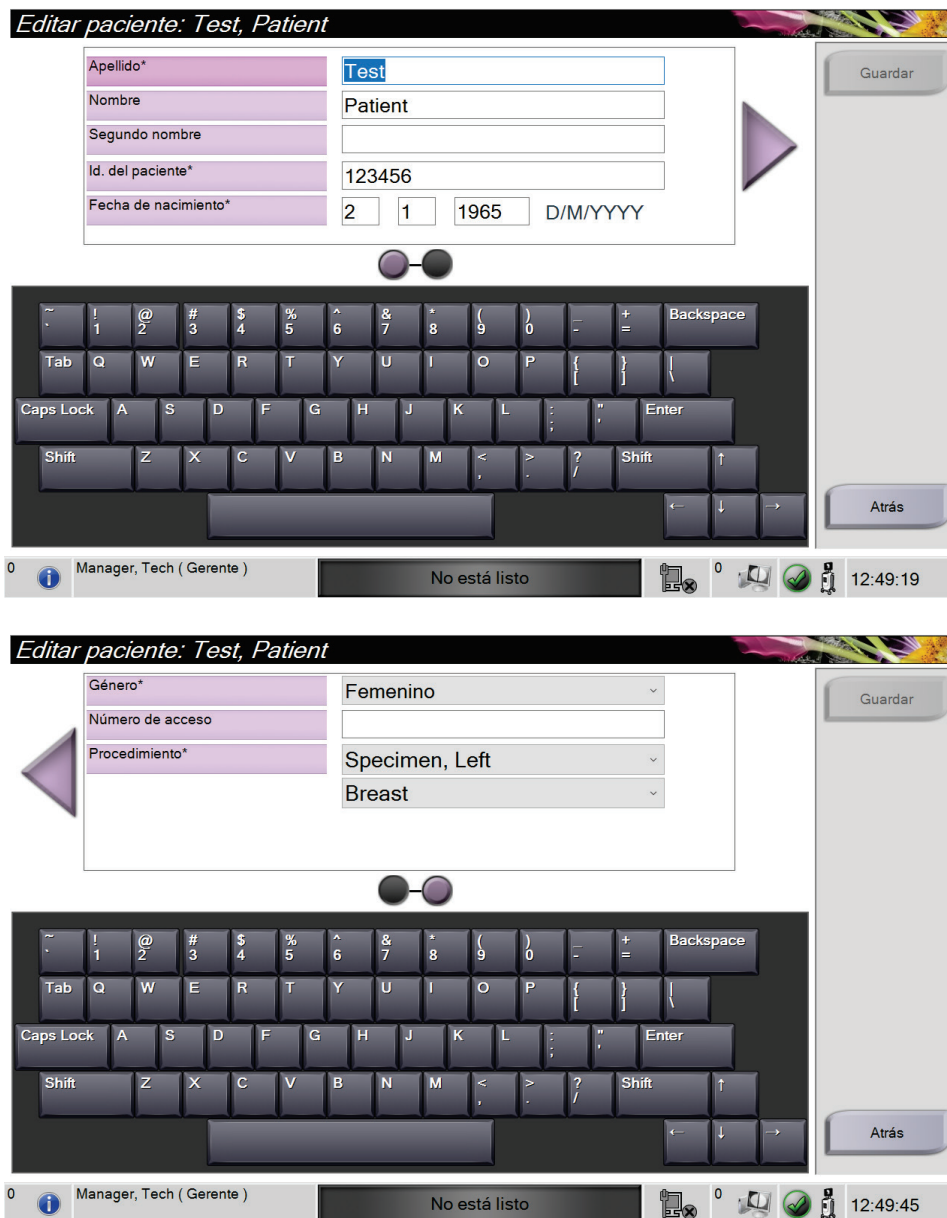 Editar paciente: Test, Patient
Apellido* Test
Nombre Patient
Segundo nombre
Id. del paciente* 123456
Fecha de nacimiento* 2 1 1965 D/M/YYYY
Guardar
~ ! @ # $ % ^ & * ( ) _ + Backspace
` 1 2 3 4 5 6 7 8 9 0 - =
Tab Q W E R T Y U I O P { } |
[ ] \
Caps Lock A S D F G H J K L : " Enter
; '
Shift Z X C V B N M < > ? Shift ↑
, . /
← ↓ →
Atrás
0 Manager, Tech ( Gerente ) No está listo 0 12:49:19
Editar paciente: Test, Patient
Género* Femenino
Número de acceso
Procedimiento* Specimen, Left
Breast
Guardar
~ ! @ # $ % ^ & * ( ) _ + Backspace
` 1 2 3 4 5 6 7 8 9 0 - =
Tab Q W E R T Y U I O P { } |
[ ] \
Caps Lock A S D F G H J K L : " Enter
; '
Shift Z X C V B N M < > ? Shift ↑
, . /
← ↓ →
Atrás
0 Manager, Tech ( Gerente ) No está listo 0 12:49:45